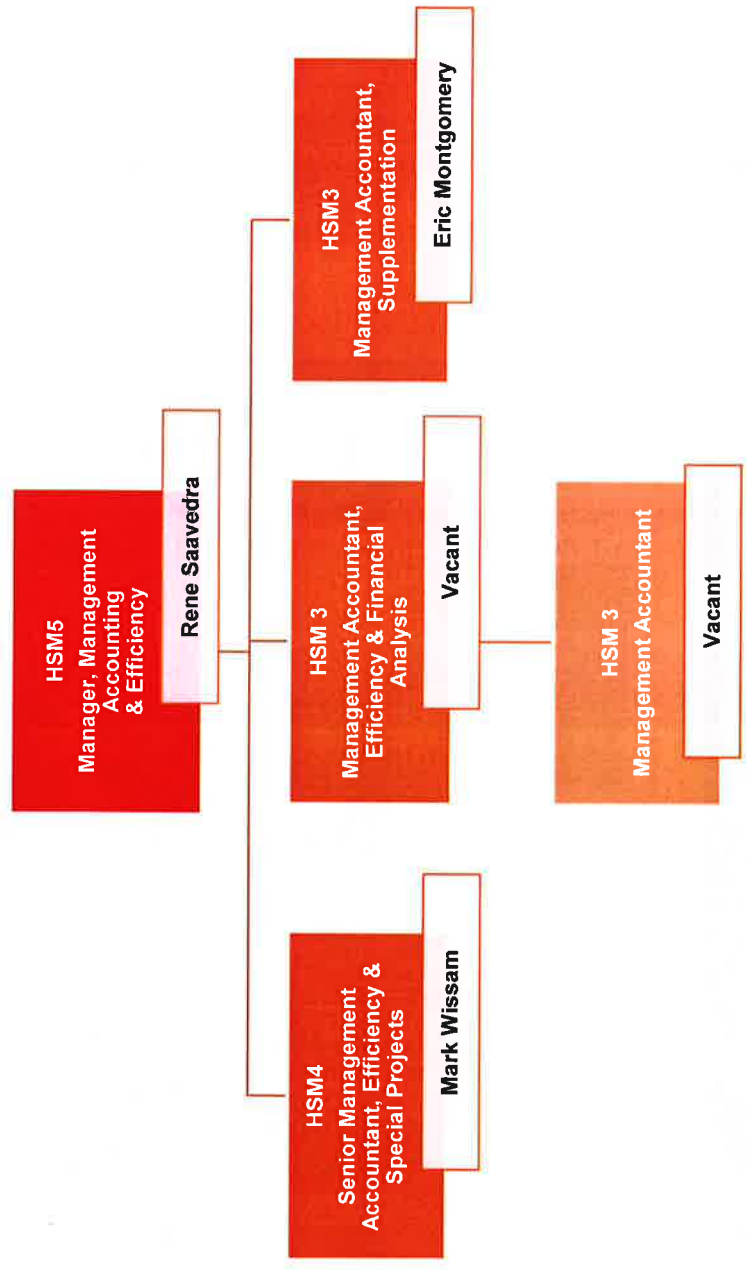 HSM5
Manager, Management
Accounting
& Efficiency
Rene Saavedra
HSM4
Senior Management
Accountant, Efficiency &
Special Projects
Mark Wissam
HSM 3
Management Accountant,
Efficiency & Financial
Analysis
Vacant
HSM3
Management Accountant,
Supplementation
Eric Montgomery
HSM 3
Management Accountant
Vacant